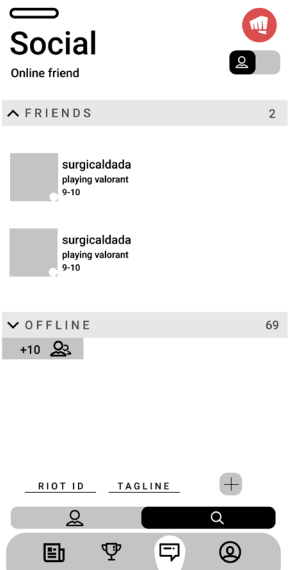 Social
Online friend
FRIENDS 2
surgicaldada
playing valorant
9-10
surgicaldada
playing valorant
9-10
OFFLINE 69
+10
RIOT ID TAGLINE